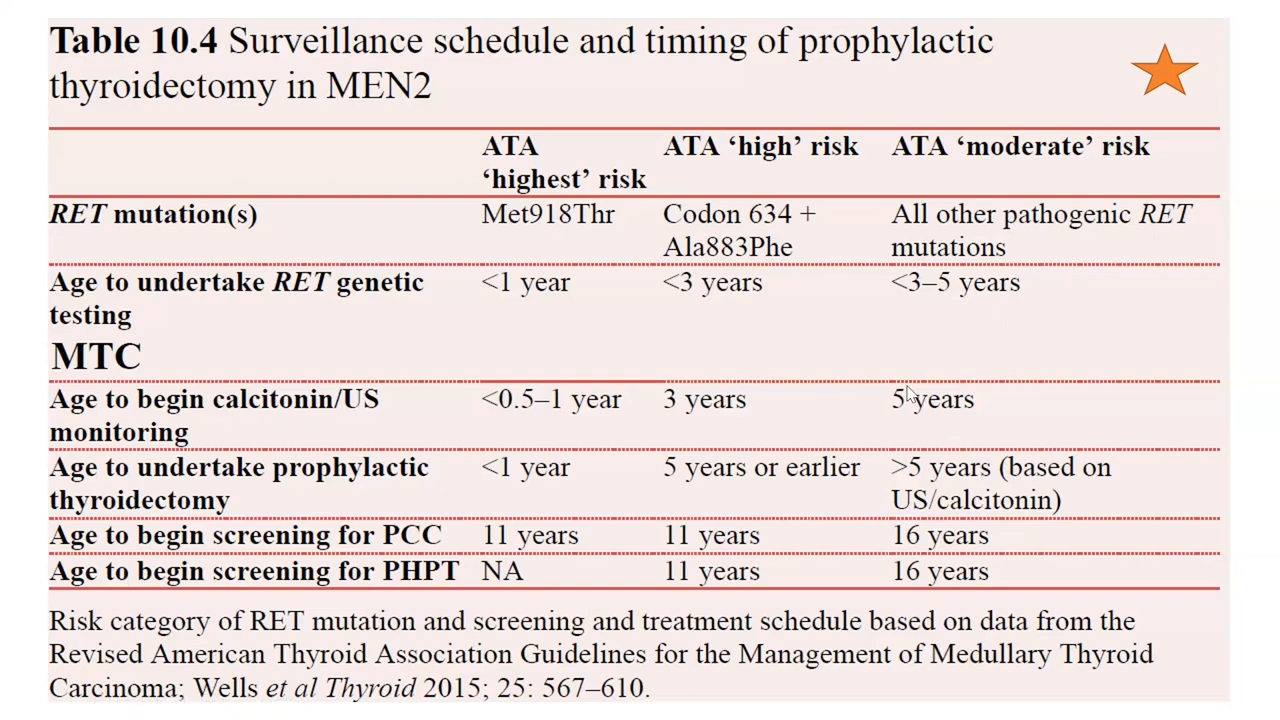 Table 10.4 Surveillance schedule and timing of prophylactic
thyroidectomy in MEN2
ATA ATA ‘high’ risk ATA ‘moderate’ risk
‘highest’ risk
RET mutation(s) Met918Thr Codon 634 + All other pathogenic RET
Ala883Phe mutations
Age to undertake RET genetic <1 year <3 years <3–5 years
testing
MTC
Age to begin calcitonin/US <0.5–1 year 3 years 5 years
monitoring
Age to undertake prophylactic <1 year 5 years or earlier >5 years (based on
thyroidectomy US/calcitonin)
Age to begin screening for PCC 11 years 11 years 16 years
Age to begin screening for PHPT NA 11 years 16 years
Risk category of RET mutation and screening and treatment schedule based on data from the
Revised American Thyroid Association Guidelines for the Management of Medullary Thyroid
Carcinoma; Wells et al Thyroid 2015; 25: 567–610.